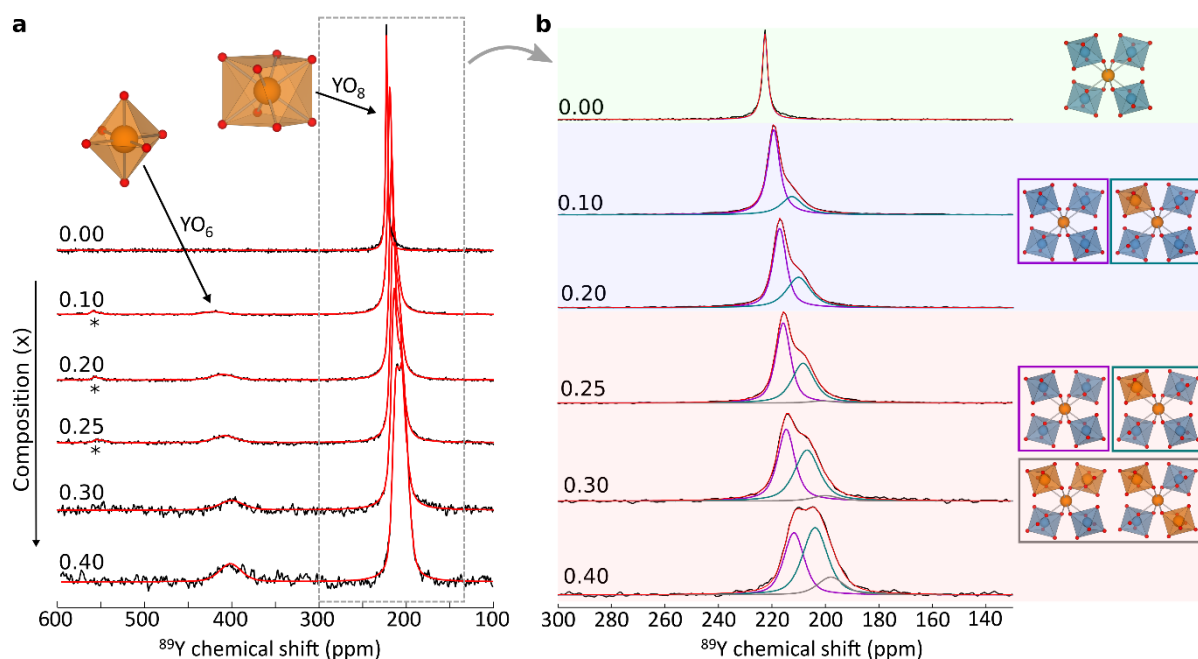 a
YO8
YO6
0.00
0.10
*
0.20
*
0.25
*
0.30
0.40
Composition (x)
600 500 400 300 200 100
⁸⁹Y chemical shift (ppm)
b
0.00
0.10
0.20
0.25
0.30
0.40
300 280 260 240 220 200 180 160 140
⁸⁹Y chemical shift (ppm)